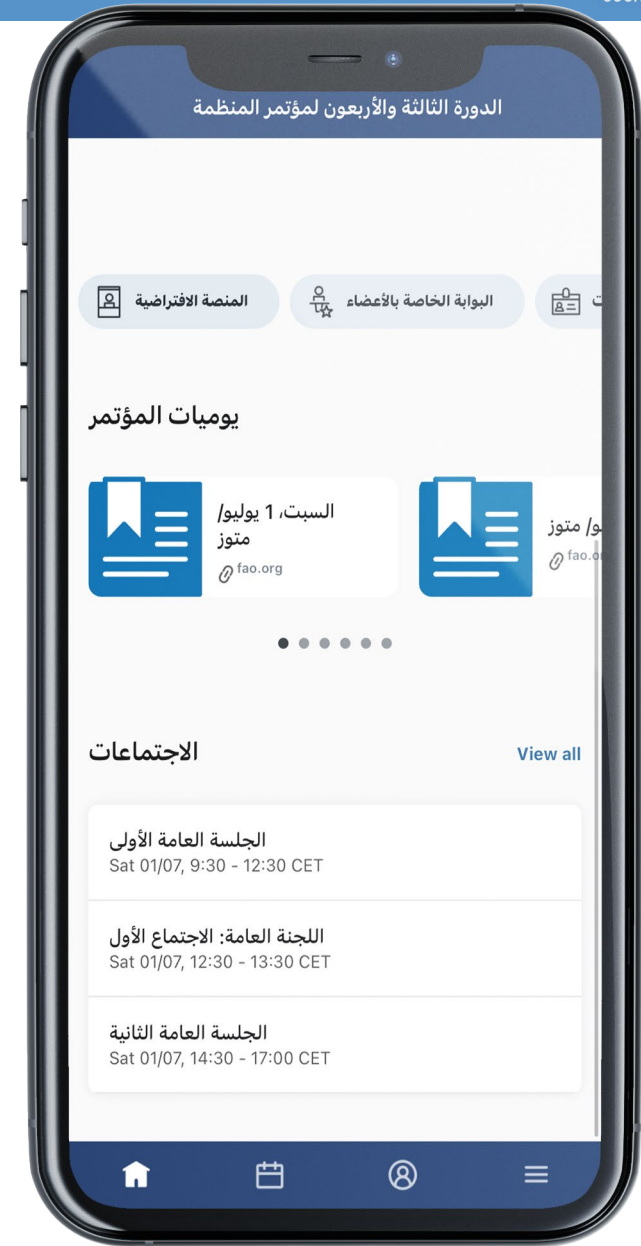 الدورة الثالثة والأربعون لمؤتمر المنظمة
المنصة الافتراضية
البوابة الخاصة بالأعضاء
يوميات المؤتمر
السبت، 1 يوليو/
متوز
fao.org
و/ متوز
الاجتماعات
View all
الجلسة العامة الأولى
Sat 01/07, 9:30 - 12:30 CET
اللجنة العامة: الاجتماع الأول
Sat 01/07, 12:30 - 13:30 CET
الجلسة العامة الثانية
Sat 01/07, 14:30 - 17:00 CET